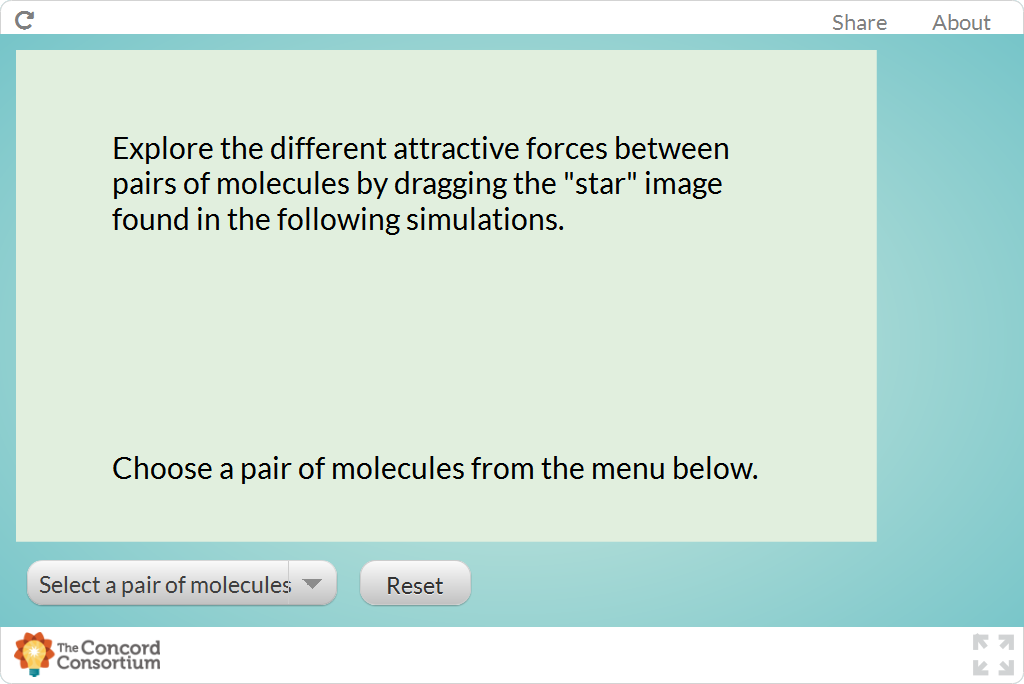 Share About
Explore the different attractive forces between
pairs of molecules by dragging the "star" image
found in the following simulations.
Choose a pair of molecules from the menu below.
Select a pair of molecules Reset
The Concord
Consortium